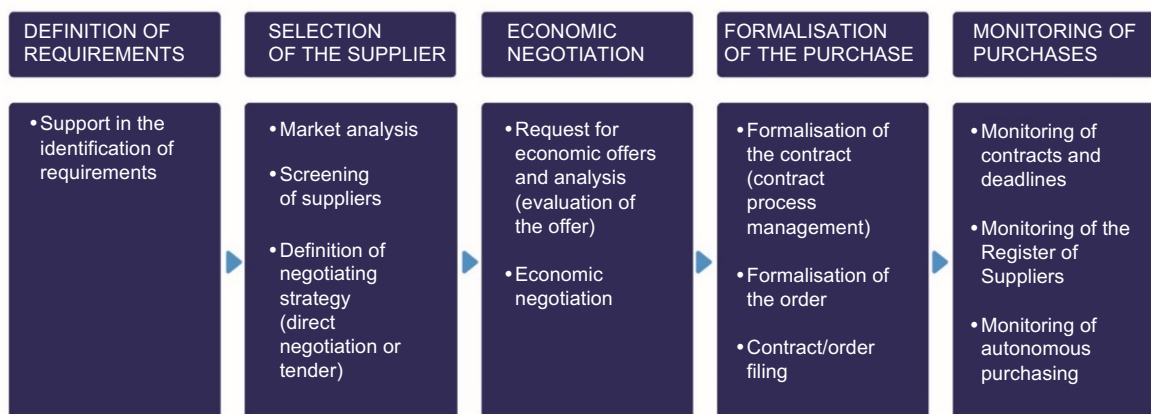 DEFINITION OF
REQUIREMENTS
SELECTION
OF THE SUPPLIER
ECONOMIC
NEGOTIATION
FORMALISATION
OF THE PURCHASE
MONITORING OF
PURCHASES
•Support in the
identification of
requirements
•Market analysis
•Screening
of suppliers
•Definition of
negotiating
strategy
(direct
negotiation or
tender)
•Request for
economic offers
and analysis
(evaluation of
the offer)
•Economic
negotiation
•Formalisation of
the contract
(contract
process
management)
•Formalisation of
the order
•Contract/order
filing
•Monitoring of
contracts and
deadlines
•Monitoring of the
Register of
Suppliers
•Monitoring of
autonomous
purchasing